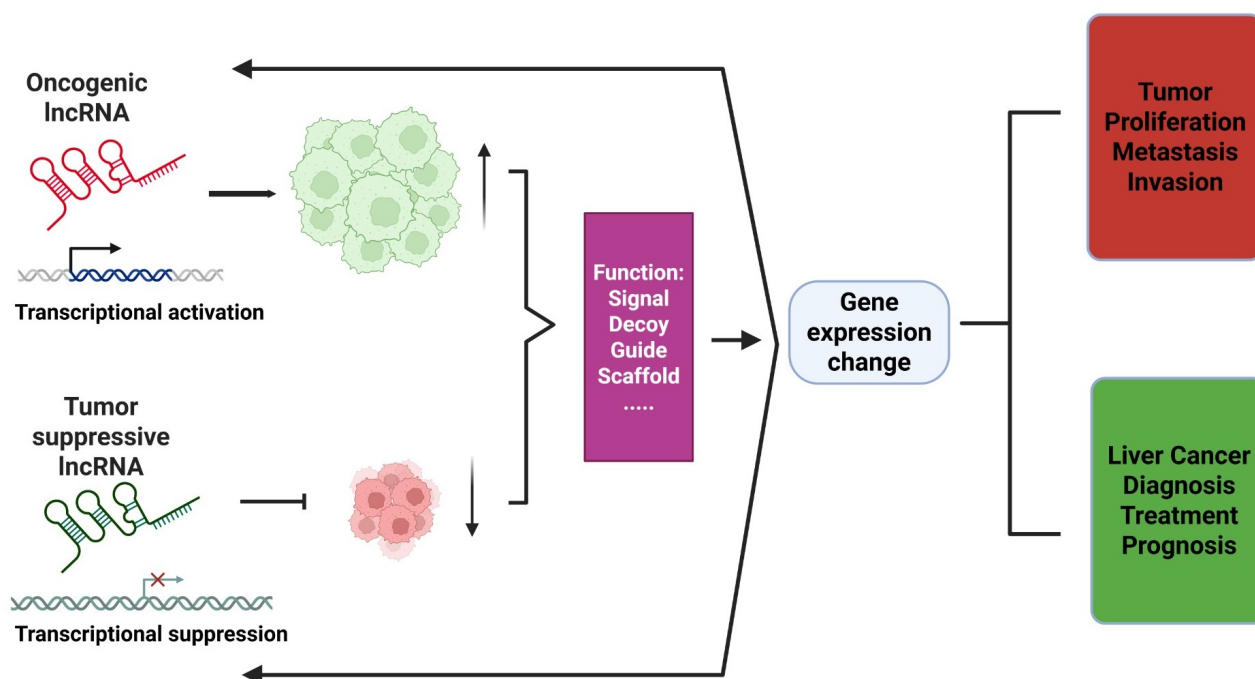 Oncogenic
lncRNA
Transcriptional activation
Tumor
suppressive
lncRNA
Transcriptional suppression
Function:
Signal
Decoy
Guide
Scaffold
.....
Gene
expression
change
Tumor
Proliferation
Metastasis
Invasion
Liver Cancer
Diagnosis
Treatment
Prognosis